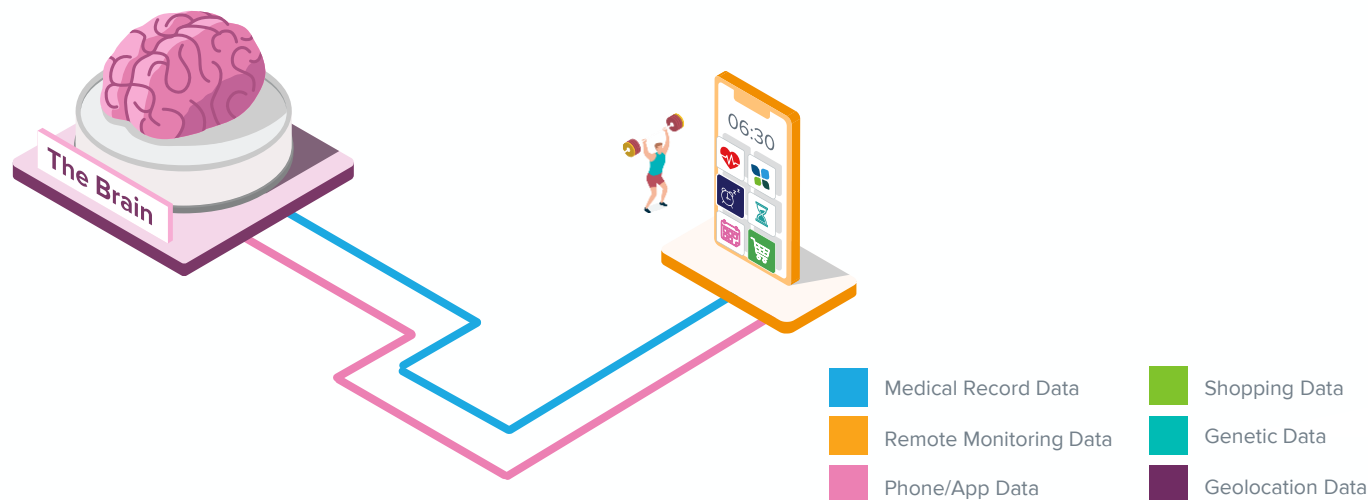 The Brain
06:30
z z
Medical Record Data
Remote Monitoring Data
Phone/App Data
Shopping Data
Genetic Data
Geolocation Data